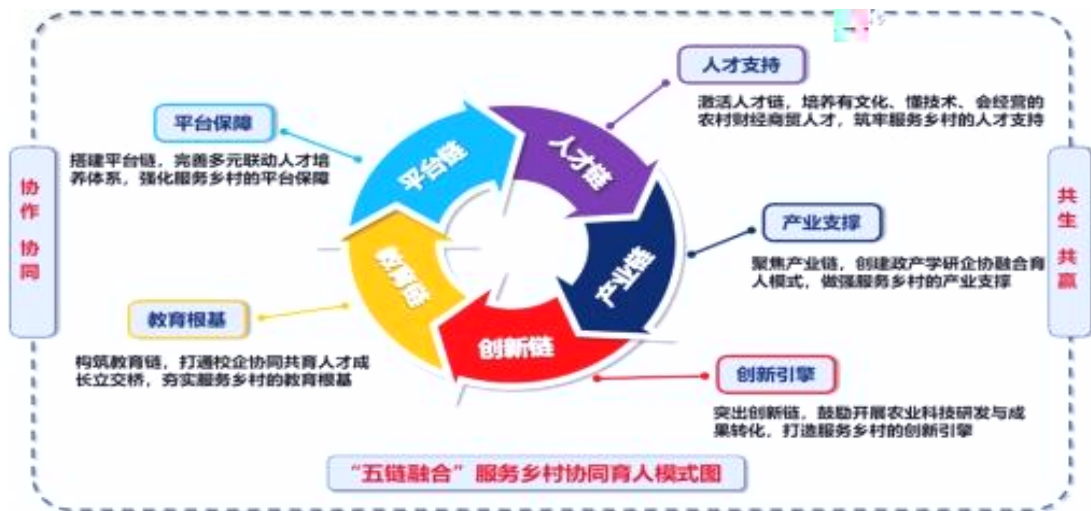 人才支持
激活人才链，培养有文化、懂技术、会经营的
农村财经商贸人才，筑牢服务乡村的人才支持
平台保障
搭建平台链，完善多元联动人才培
养体系，强化服务乡村的平台保障
平台链
人才链
协作 协同
共生 共赢
产业支撑
聚焦产业链，创建政产学研企协融合育
人模式，做强服务乡村的产业支撑
教育链
产业链
教育根基
构筑教育链，打通校企协同共育人才成
长立交桥，夯实服务乡村的教育根基
创新链
创新引擎
突出创新链，鼓励开展农业科技研发与成
果转化，打造服务乡村的创新引擎
“五链融合”服务乡村协同育人模式图